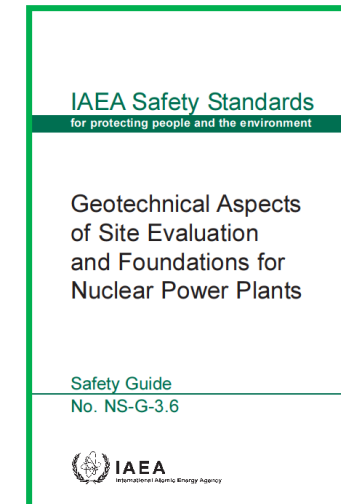 IAEA Safety Standards
for protecting people and the environment
Geotechnical Aspects
of Site Evaluation
and Foundations for
Nuclear Power Plants
Safety Guide
No. NS-G-3.6
IAEA
International Atomic Energy Agency